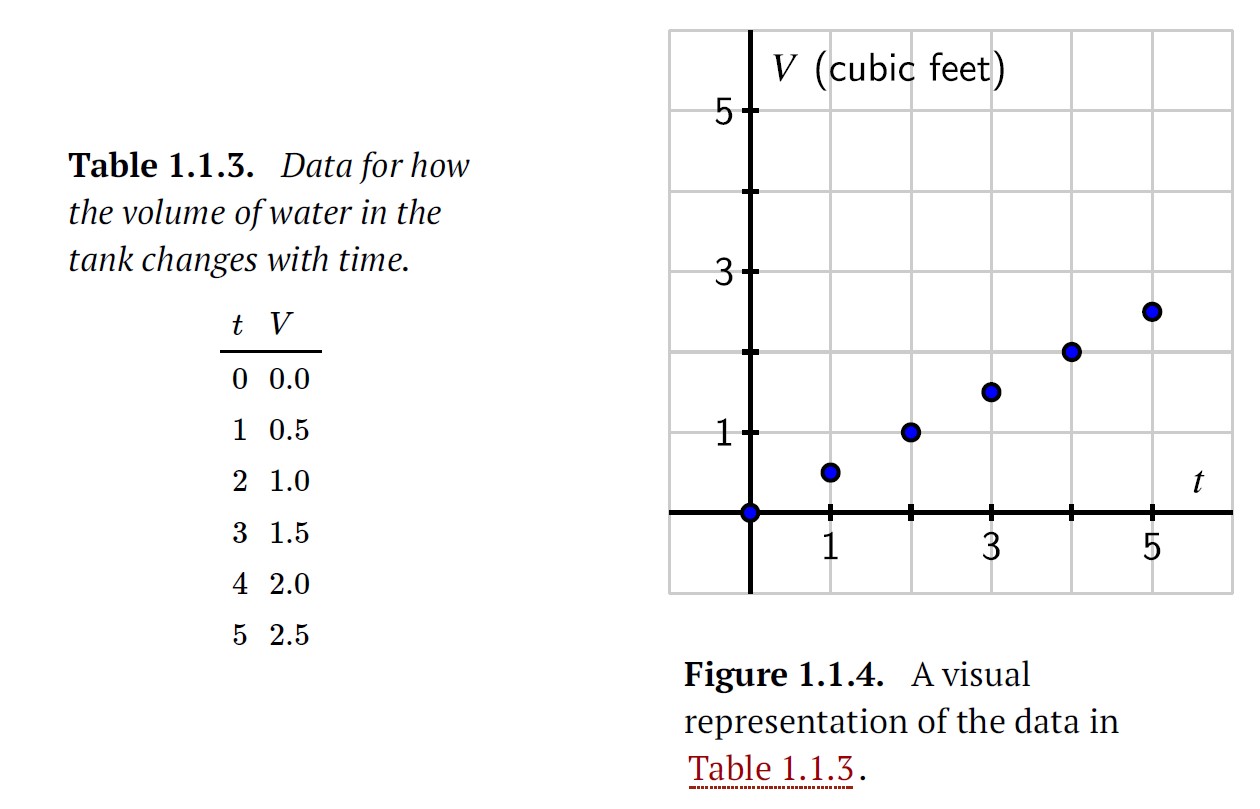 Table 1.1.3. Data for how
the volume of water in the
tank changes with time.
t V
0 0.0
1 0.5
2 1.0
3 1.5
4 2.0
5 2.5
V (cubic feet)
5
3
1
t
1 3 5
Figure 1.1.4. A visual
representation of the data in
Table 1.1.3.